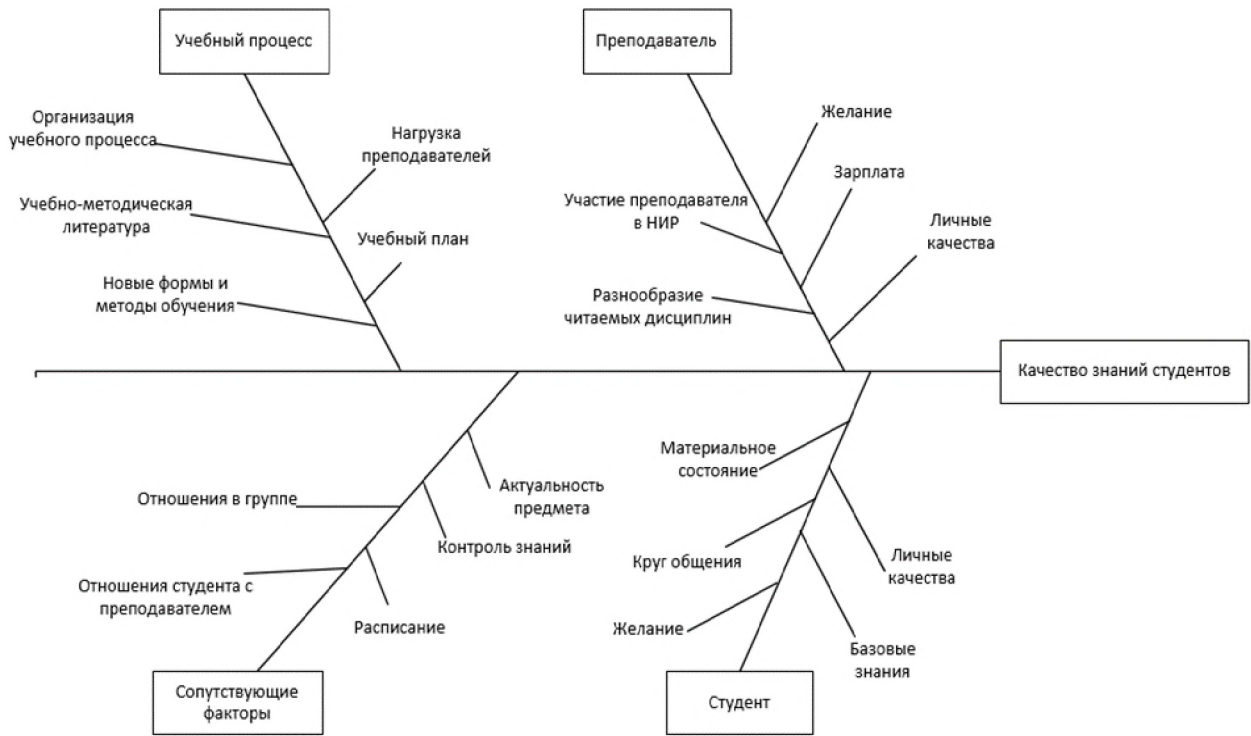 Учебный процесс
Преподаватель
Организация
учебного процесса
Нагрузка
преподавателей
Учебно-методическая
литература
Учебный план
Новые формы и
методы обучения
Желание
Зарплата
Участие преподавателя
в НИР
Личные
качества
Разнообразие
читаемых дисциплин
Качество знаний студентов
Материальное
состояние
Актуальность
предмета
Отношения в группе
Контроль знаний
Круг общения
Личные
качества
Отношения студента с
преподавателем
Расписание
Желание
Базовые
знания
Сопутствующие
факторы
Студент